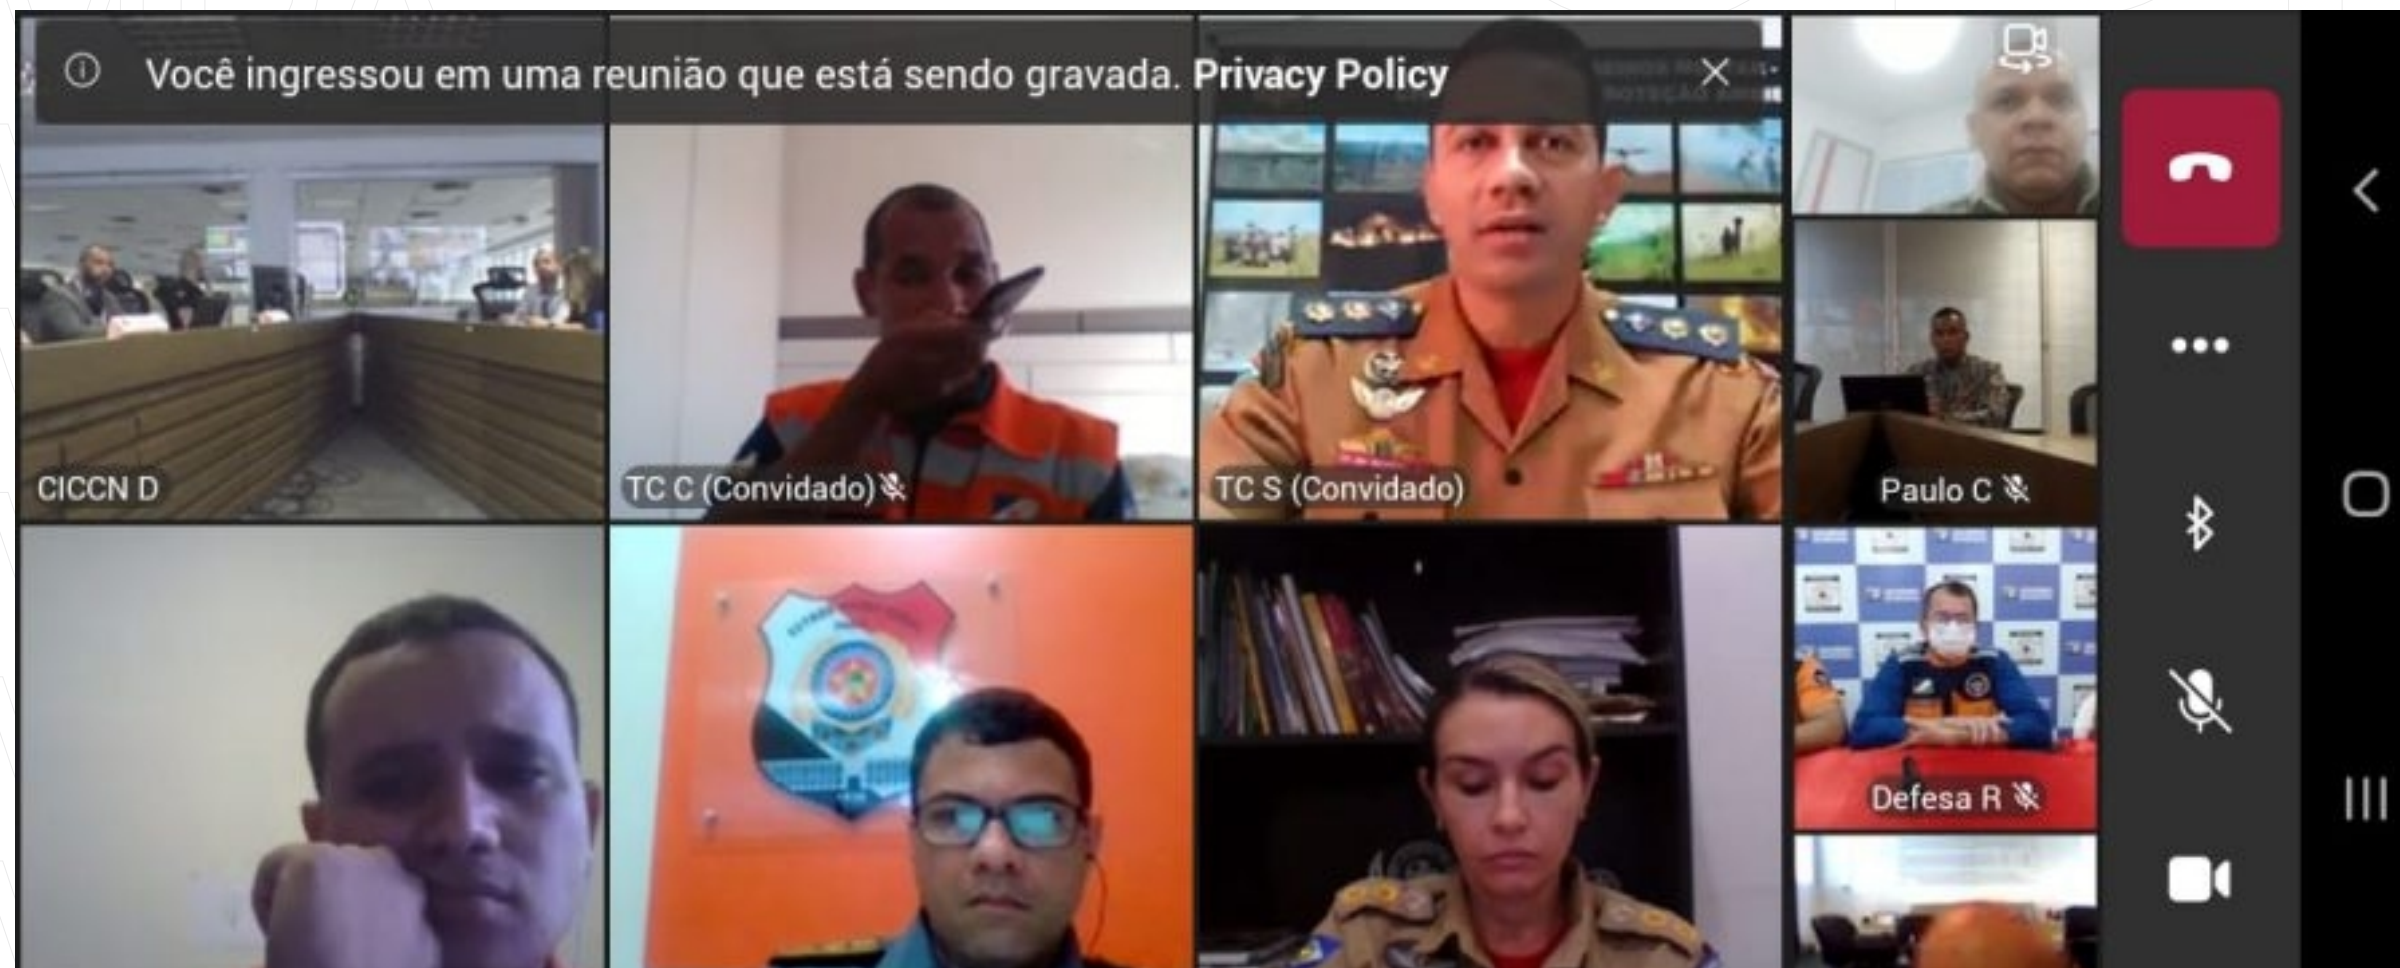 Você ingressou em uma reunião que está sendo gravada. Privacy Policy
CICCN D
TC C (Convidado)
TC S (Convidado)
Paulo C
Defesa R